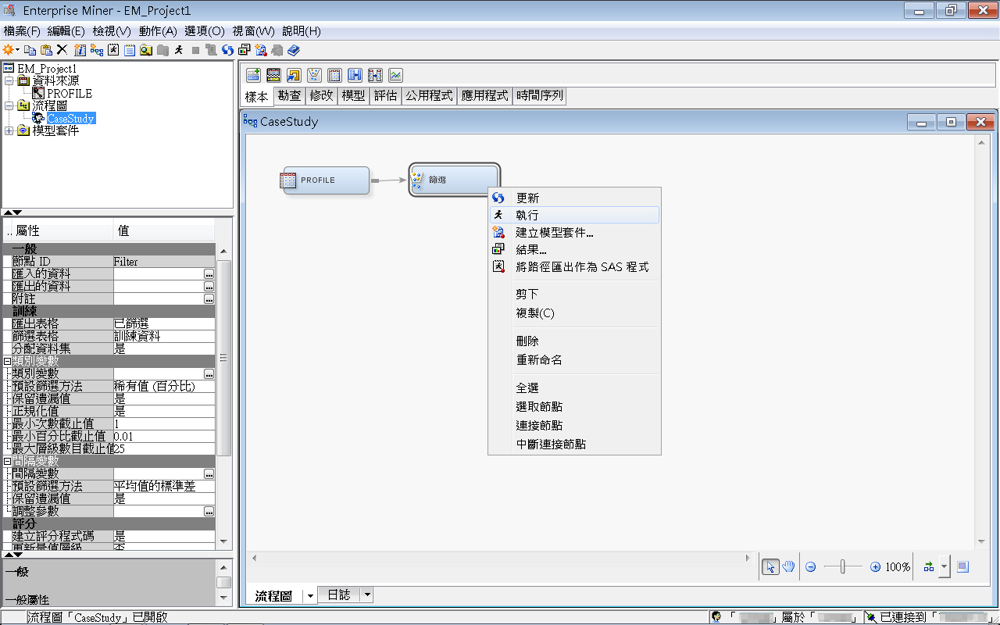 Enterprise Miner - EM_Project1
檔案(F) 編輯(E) 檢視(V) 動作(A) 選項(O) 視窗(W) 說明(H)
EM_Project1
資料來源
PROFILE
流程圖
CaseStudy
模型套件
樣本 勘查 修改 模型 評估 公用程式 應用程式 時間序列
CaseStudy
PROFILE
篩選
更新
執行
建立模型套件...
結果...
將路徑匯出作為 SAS 程式
剪下
複製(C)
刪除
重新命名
全選
選取節點
連接節點
中斷連接節點
.. 屬性 值
一般
節點 ID Filter
匯入的資料 ...
匯出的資料 ...
附註 ...
訓練
匯出表格 已篩選
篩選表格 訓練資料
分配資料集 是
類別變數
類別變數 ...
預設篩選方法 稀有值 (百分比)
保留遺漏值 是
正規化值 是
最小次數截止值 1
最小百分比截止值 0.01
最大層級數目截止值 25
間隔變數
間隔變數 ...
預設篩選方法 平均值的標準差
保留遺漏值 是
調整參數 ...
評分
建立評分程式碼 是
重新量值層級 否
一般
一般屬性
100%
流程圖 日誌
流程圖「CaseStudy」已開啟
「 」屬於「 」 已連接到「 」